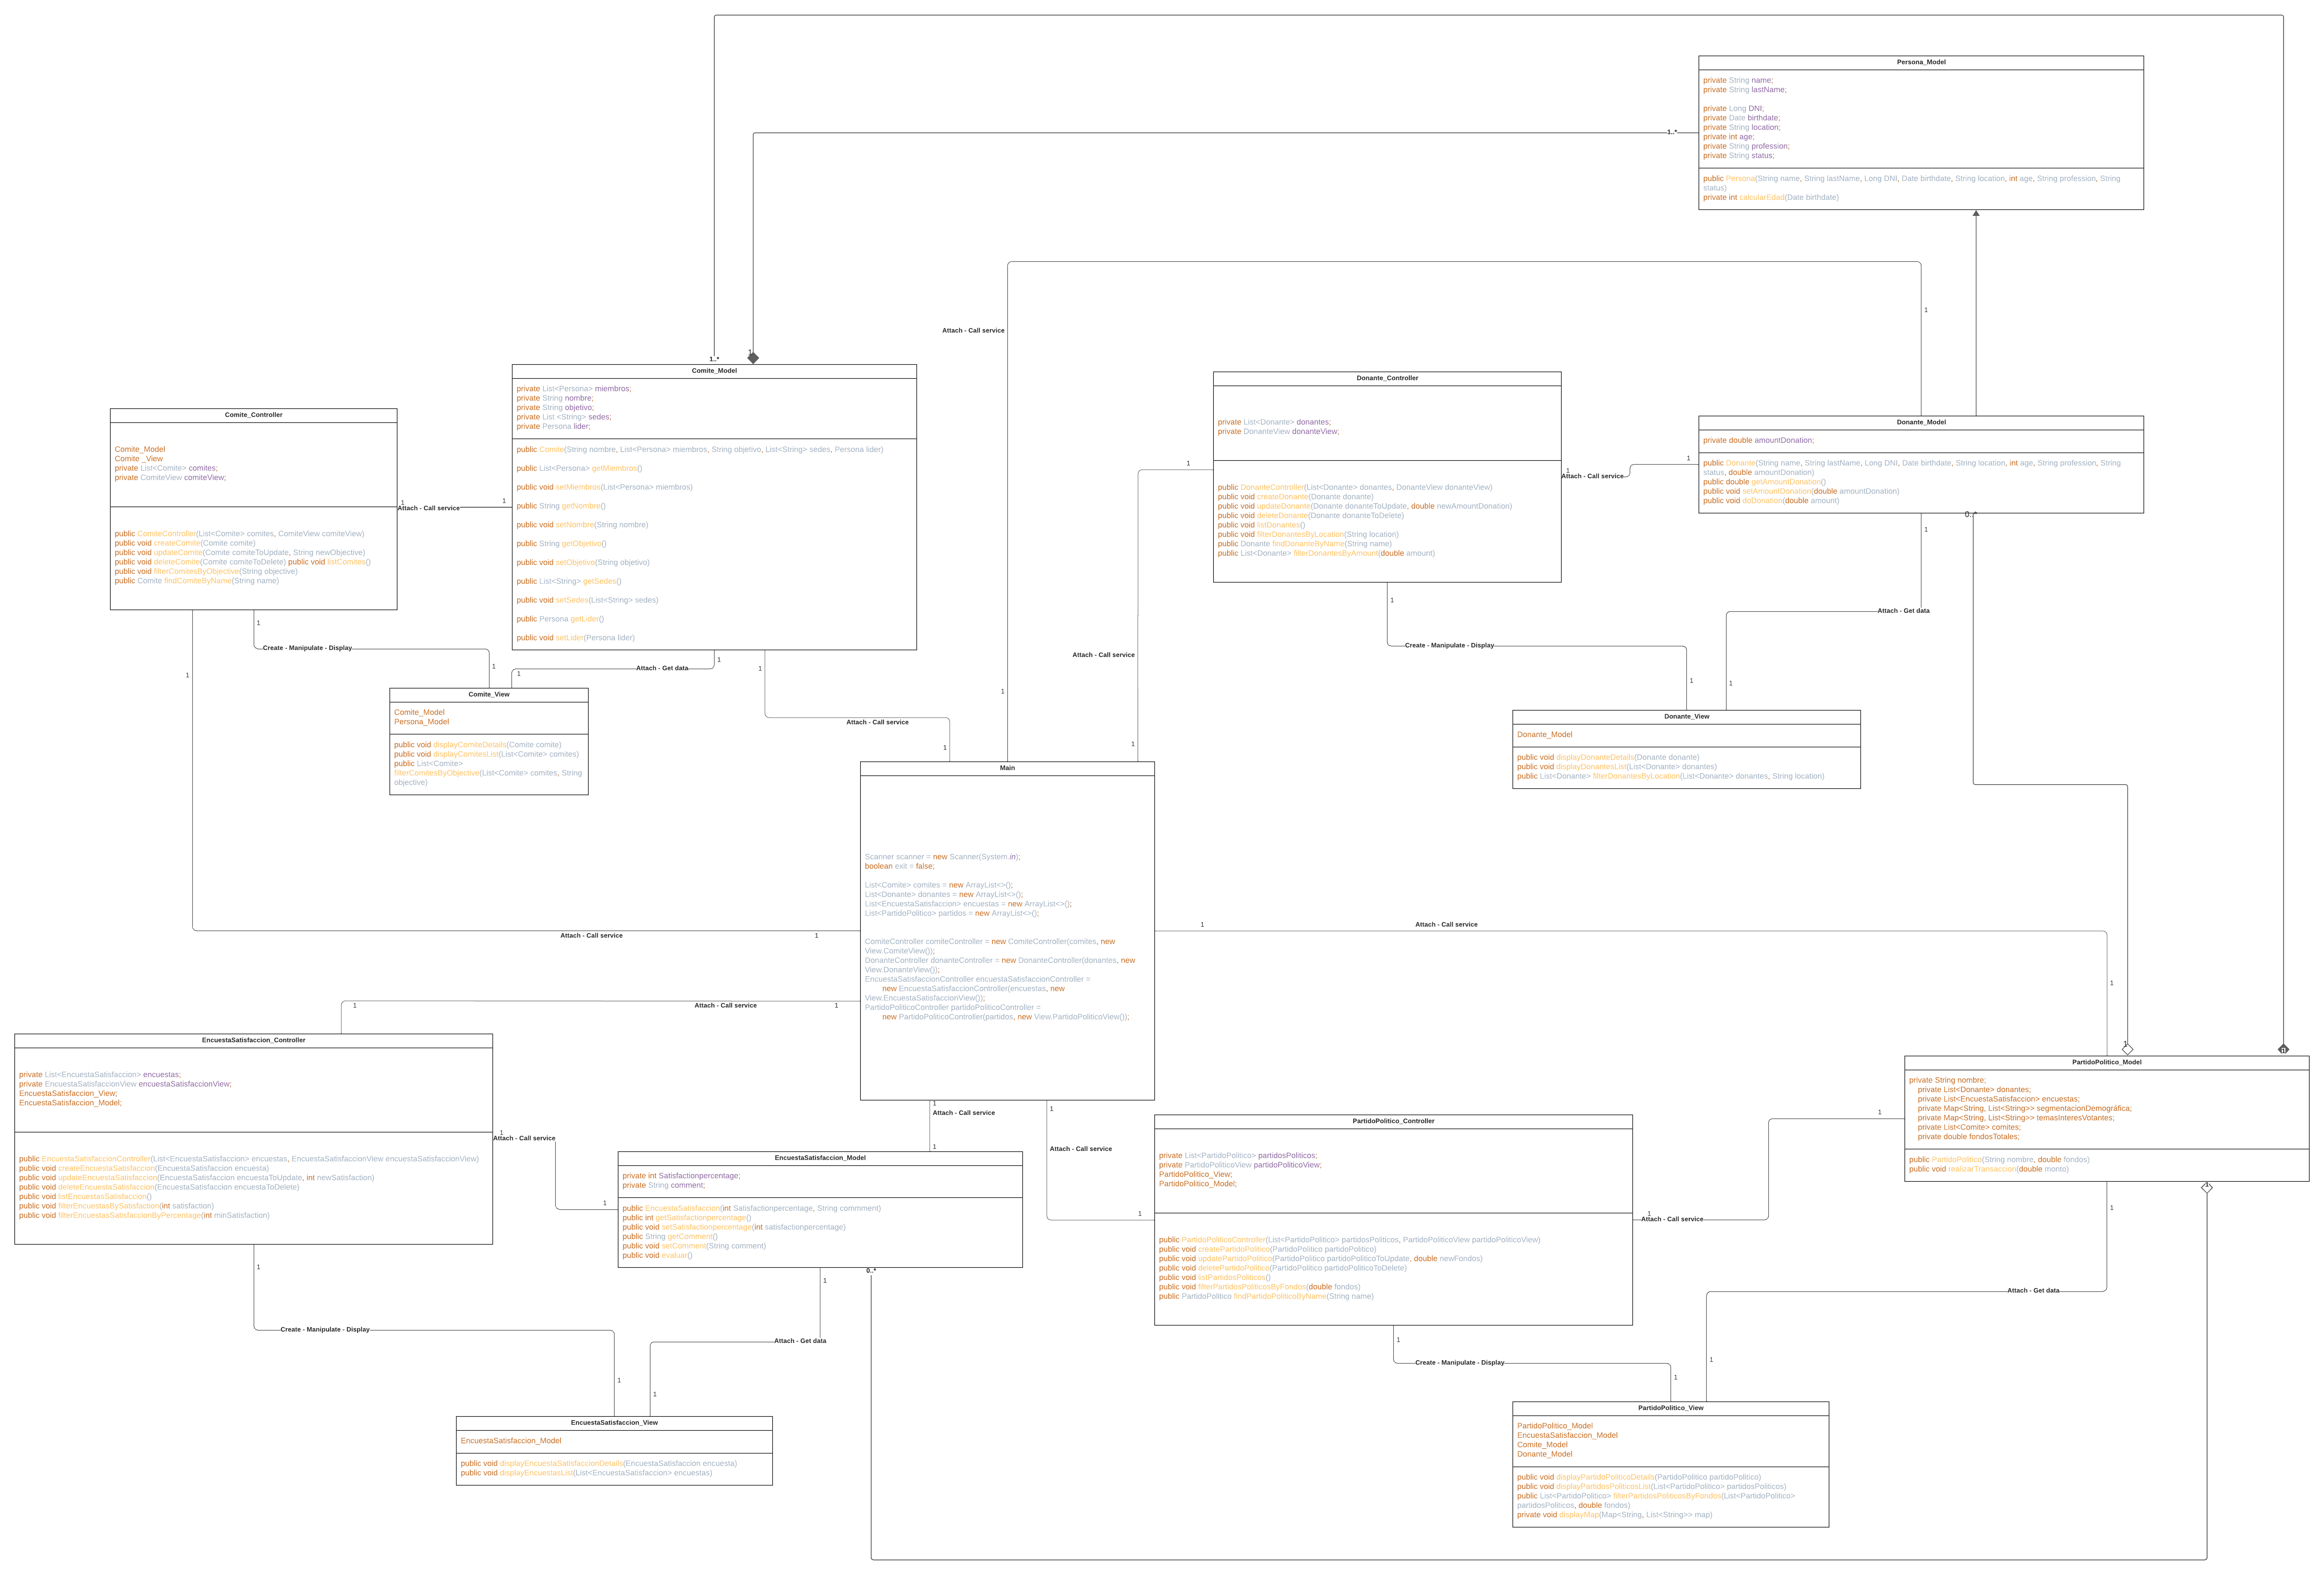 Persona_Model
private String name;
private String lastName;
private Long DNI;
private Date birthdate;
private String location;
private int age;
private String profession;
private String status;
public Persona(String name, String lastName, Long DNI, Date birthdate, String location, int age, String profession, String
status)
private int calcularEdad(Date birthdate)
1..*
1
1..*
Attach - Call service
1
1
Comite_Model
private List<Persona> miembros;
private String nombre;
private String objetivo;
private List <String> sedes;
private Persona lider;
public Comite(String nombre, List<Persona> miembros, String objetivo, List<String> sedes, Persona lider)
public List<Persona> getMiembros()
public void setMiembros(List<Persona> miembros)
public String getNombre()
public void setNombre(String nombre)
public String getObjetivo()
public void setObjetivo(String objetivo)
public List<String> getSedes()
public void setSedes(List<String> sedes)
public Persona getLider()
public void setLider(Persona lider)
Comite_Controller
Comite_Model
Comite _View
private List<Comite> comites;
private ComiteView comiteView;
public ComiteController(List<Comite> comites, ComiteView comiteView)
public void createComite(Comite comite)
public void updateComite(Comite comiteToUpdate, String newObjective)
public void deleteComite(Comite comiteToDelete) public void listComites()
public void filterComitesByObjective(String objective)
public Comite findComiteByName(String name)
1
Attach - Call service
1
Donante_Controller
private List<Donante> donantes;
private DonanteView donanteView;
public DonanteController(List<Donante> donantes, DonanteView donanteView)
public void createDonante(Donante donante)
public void updateDonante(Donante donanteToUpdate, double newAmountDonation)
public void deleteDonante(Donante donanteToDelete)
public void listDonantes()
public void filterDonantesByLocation(String location)
public Donante findDonanteByName(String name)
public List<Donante> filterDonantesByAmount(double amount)
1
Attach - Call service
1
Donante_Model
private double amountDonation;
public Donante(String name, String lastName, Long DNI, Date birthdate, String location, int age, String profession, String
status, double amountDonation)
public double getAmountDonation()
public void setAmountDonation(double amountDonation)
public void doDonation(double amount)
0..*
1
Attach - Get data
1
1
Create - Manipulate - Display
1
1
Attach - Call service
1
1
Create - Manipulate - Display
1
1
Attach - Get data
1
1
Attach - Call service
1
1
Comite_View
Comite_Model
Persona_Model
public void displayComiteDetails(Comite comite)
public void displayComitesList(List<Comite> comites)
public List<Comite>
filterComitesByObjective(List<Comite> comites, String
objective)
Donante_View
Donante_Model
public void displayDonanteDetails(Donante donante)
public void displayDonantesList(List<Donante> donantes)
public List<Donante> filterDonantesByLocation(List<Donante> donantes, String location)
Main
Scanner scanner = new Scanner(System.in);
boolean exit = false;
List<Comite> comites = new ArrayList<>();
List<Donante> donantes = new ArrayList<>();
List<EncuestaSatisfaccion> encuestas = new ArrayList<>();
List<PartidoPolitico> partidos = new ArrayList<>();
ComiteController comiteController = new ComiteController(comites, new
View.ComiteView());
DonanteController donanteController = new DonanteController(donantes, new
View.DonanteView());
EncuestaSatisfaccionController encuestaSatisfaccionController =
new EncuestaSatisfaccionController(encuestas, new
View.EncuestaSatisfaccionView());
PartidoPoliticoController partidoPoliticoController =
new PartidoPoliticoController(partidos, new View.PartidoPoliticoView());
Attach - Call service
1
1
Attach - Call service
1
1
Attach - Call service
1
EncuestaSatisfaccion_Controller
private List<EncuestaSatisfaccion> encuestas;
private EncuestaSatisfaccionView encuestaSatisfaccionView;
EncuestaSatisfaccion_View;
EncuestaSatisfaccion_Model;
public EncuestaSatisfaccionController(List<EncuestaSatisfaccion> encuestas, EncuestaSatisfaccionView encuestaSatisfaccionView)
public void createEncuestaSatisfaccion(EncuestaSatisfaccion encuesta)
public void updateEncuestaSatisfaccion(EncuestaSatisfaccion encuestaToUpdate, int newSatisfaction)
public void deleteEncuestaSatisfaccion(EncuestaSatisfaccion encuestaToDelete)
public void listEncuestasSatisfaccion()
public void filterEncuestasBySatisfaction(int satisfaction)
public void filterEncuestasSatisfaccionByPercentage(int minSatisfaction)
1
Attach - Call service
1
1
Attach - Call service
1
EncuestaSatisfaccion_Model
private int Satisfactionpercentage;
private String comment;
public EncuestaSatisfaccion(int Satisfactionpercentage, String commment)
public int getSatisfactionpercentage()
public void setSatisfactionpercentage(int satisfactionpercentage)
public String getComment()
public void setComment(String comment)
public void evaluar()
0..*
1
Attach - Call service
1
PartidoPolitico_Controller
private List<PartidoPolitico> partidosPoliticos;
private PartidoPoliticoView partidoPoliticoView;
PartidoPolitico_View;
PartidoPolitico_Model;
public PartidoPoliticoController(List<PartidoPolitico> partidosPoliticos, PartidoPoliticoView partidoPoliticoView)
public void createPartidoPolitico(PartidoPolitico partidoPolitico)
public void updatePartidoPolitico(PartidoPolitico partidoPoliticoToUpdate, double newFondos)
public void deletePartidoPolitico(PartidoPolitico partidoPoliticoToDelete)
public void listPartidosPoliticos()
public void filterPartidosPoliticosByFondos(double fondos)
public PartidoPolitico findPartidoPoliticoByName(String name)
1
Attach - Call service
1
1
1
PartidoPolitico_Model
private String nombre;
private List<Donante> donantes;
private List<EncuestaSatisfaccion> encuestas;
private Map<String, List<String>> segmentacionDemográfica;
private Map<String, List<String>> temasInteresVotantes;
private List<Comite> comites;
private double fondosTotales;
public PartidoPolitico(String nombre, double fondos)
public void realizarTransaccion(double monto)
1
1
Attach - Get data
1
1
Create - Manipulate - Display
1
1
Attach - Get data
1
1
Create - Manipulate - Display
1
EncuestaSatisfaccion_View
EncuestaSatisfaccion_Model
public void displayEncuestaSatisfaccionDetails(EncuestaSatisfaccion encuesta)
public void displayEncuestasList(List<EncuestaSatisfaccion> encuestas)
PartidoPolitico_View
PartidoPolitico_Model
EncuestaSatisfaccion_Model
Comite_Model
Donante_Model
public void displayPartidoPoliticoDetails(PartidoPolitico partidoPolitico)
public void displayPartidosPoliticosList(List<PartidoPolitico> partidosPoliticos)
public List<PartidoPolitico> filterPartidosPoliticosByFondos(List<PartidoPolitico>
partidosPoliticos, double fondos)
private void displayMap(Map<String, List<String>> map)